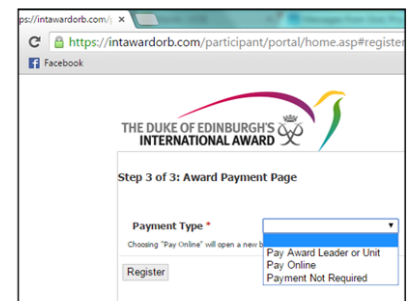 ps://intawardorb.com/
https://intawardorb.com/participant/portal/home.asp#register
Facebook
THE DUKE OF EDINBURGH'S
INTERNATIONAL AWARD
Step 3 of 3: Award Payment Page
Payment Type *
Choosing "Pay Online" will open a new b
Pay Award Leader or Unit
Pay Online
Payment Not Required
Register